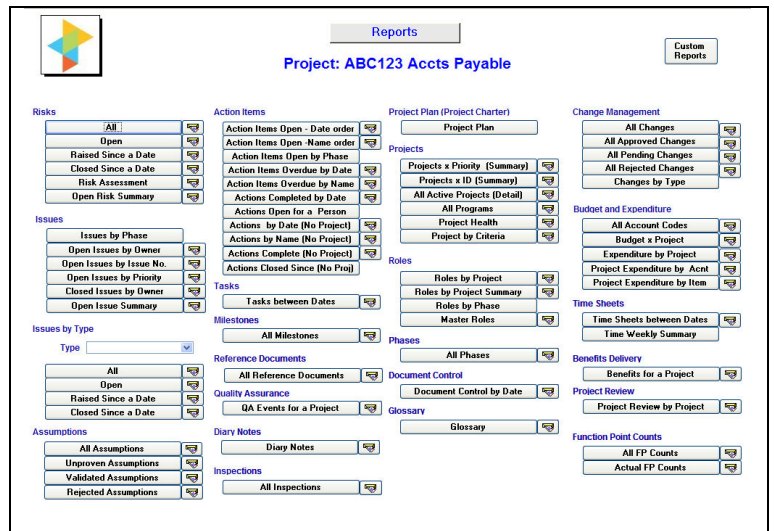 Reports
Project: ABC123 Accts Payable
Custom
Reports
Risks
All
Open
Raised Since a Date
Closed Since a Date
Risk Assessment
Open Risk Summary
Issues
Issues by Phase
Open Issues by Owner
Open Issues by Issue No.
Open Issues by Priority
Closed Issues by Owner
Open Issue Summary
Issues by Type
Type
All
Open
Raised Since a Date
Closed Since a Date
Assumptions
All Assumptions
Unproven Assumptions
Validated Assumptions
Rejected Assumptions
Action Items
Action Items Open - Date order
Action Items Open -Name order
Action Items Open by Phase
Action Items Overdue by Date
Action Items Overdue by Name
Actions Completed by Date
Actions Open for a Person
Actions by Date (No Project)
Actions by Name (No Project)
Actions Complete (No Project)
Actions Closed Since (No Proj)
Tasks
Tasks between Dates
Milestones
All Milestones
Reference Documents
All Reference Documents
Quality Assurance
QA Events for a Project
Diary Notes
Diary Notes
Inspections
All Inspections
Project Plan (Project Charter)
Project Plan
Projects
Projects x Priority (Summary)
Projects x ID (Summary)
All Active Projects (Detail)
All Programs
Project Health
Project by Criteria
Roles
Roles by Project
Roles by Project Summary
Roles by Phase
Master Roles
Phases
All Phases
Document Control
Document Control by Date
Glossary
Glossary
Change Management
All Changes
All Approved Changes
All Pending Changes
All Rejected Changes
Changes by Type
Budget and Expenditure
All Account Codes
Budget x Project
Expenditure by Project
Project Expenditure by Acnt
Project Expenditure by Item
Time Sheets
Time Sheets between Dates
Time Weekly Summary
Benefits Delivery
Benefits for a Project
Project Review
Project Review by Project
Function Point Counts
All FP Counts
Actual FP Counts